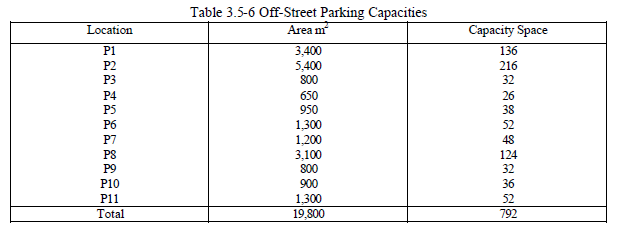 Table 3.5-6 Off-Street Parking Capacities
Location Area m² Capacity Space
P1 3,400 136
P2 5,400 216
P3 800 32
P4 650 26
P5 950 38
P6 1,300 52
P7 1,200 48
P8 3,100 124
P9 800 32
P10 900 36
P11 1,300 52
Total 19,800 792